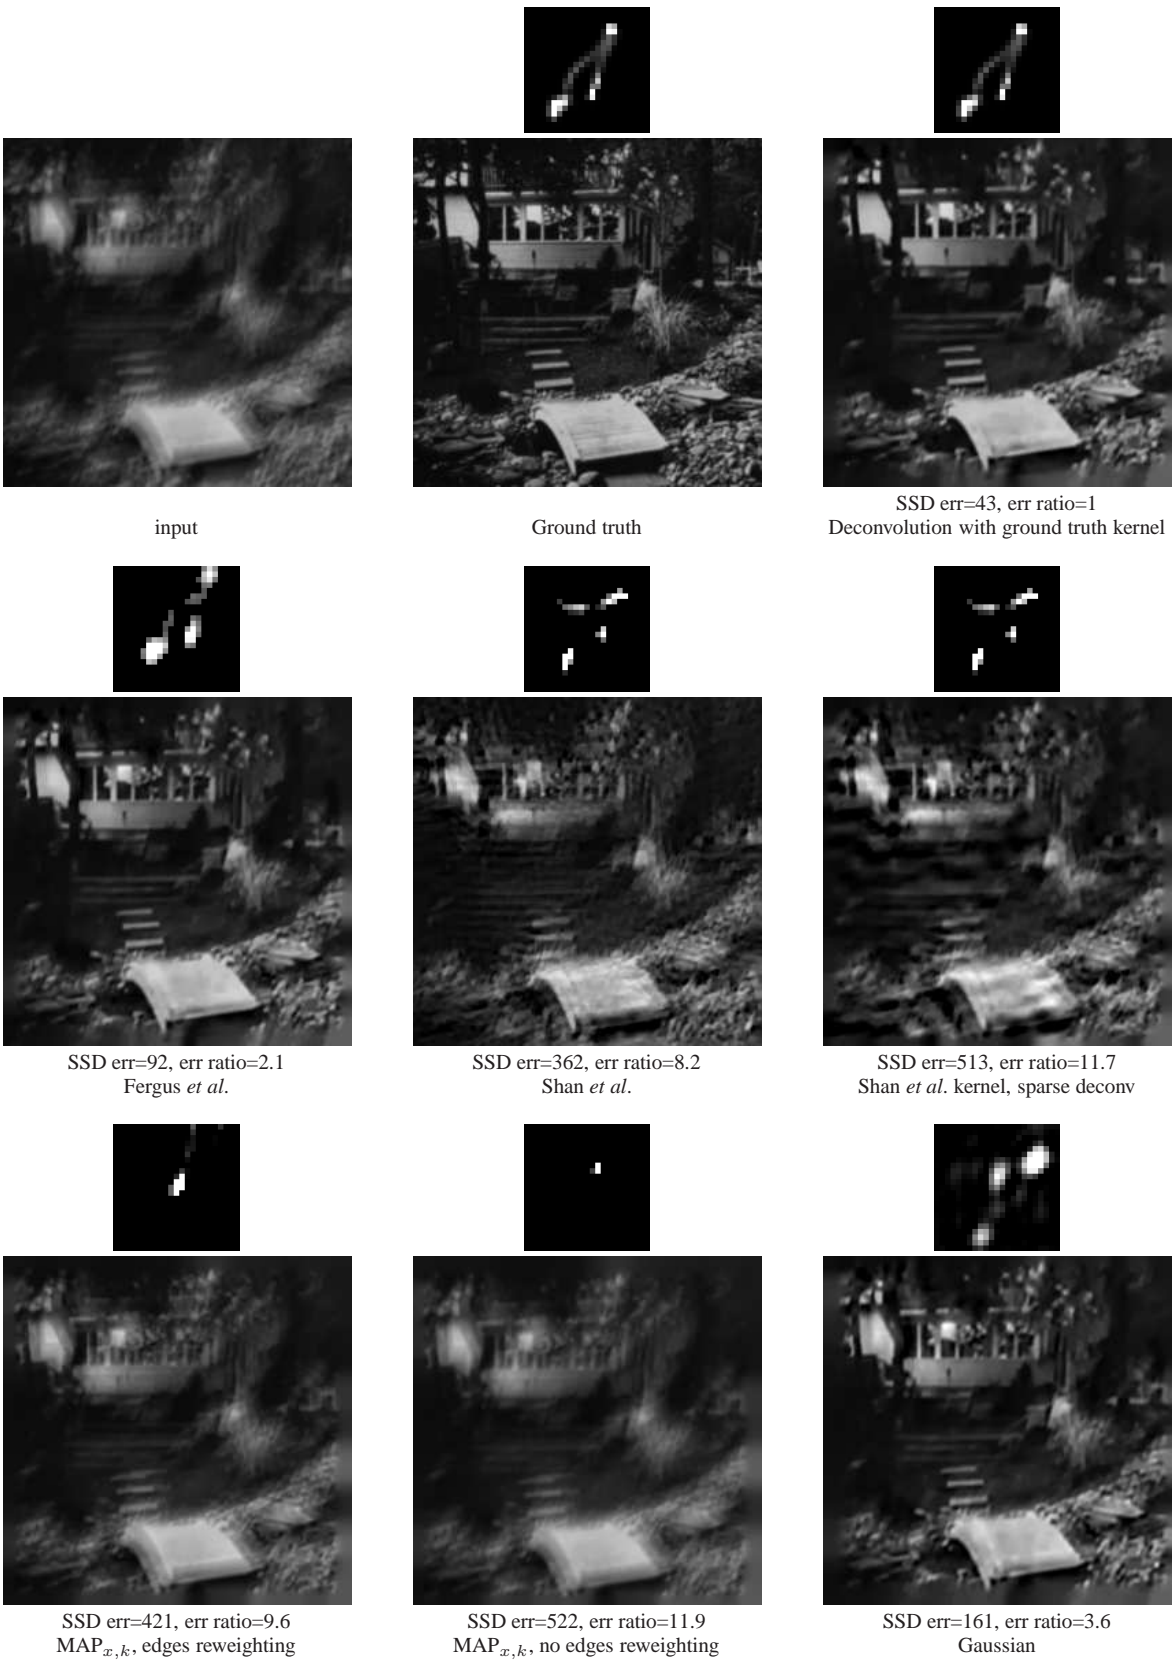 SSD err=43, err ratio=1
input
Ground truth
Deconvolution with ground truth kernel
SSD err=92, err ratio=2.1
Fergus et al.
SSD err=362, err ratio=8.2
Shan et al.
SSD err=513, err ratio=11.7
Shan et al. kernel, sparse deconv
SSD err=421, err ratio=9.6
MAPx,k, edges reweighting
SSD err=522, err ratio=11.9
MAPx,k, no edges reweighting
SSD err=161, err ratio=3.6
Gaussian